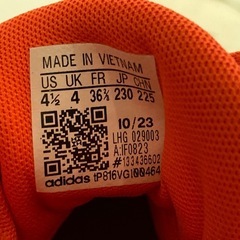 MADE IN VIETNAM
US UK FR JP CHN
4½ 4 36⅔ 230 225
10/23
LHG 029003
A:IF0823
#133436602
adidas